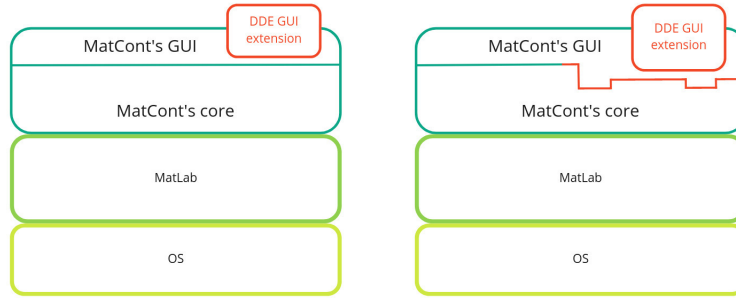 DDE GUI
extension
MatCont's GUI
MatCont's core
MatLab
OS
DDE GUI
extension
MatCont's GUI
MatCont's core
MatLab
OS